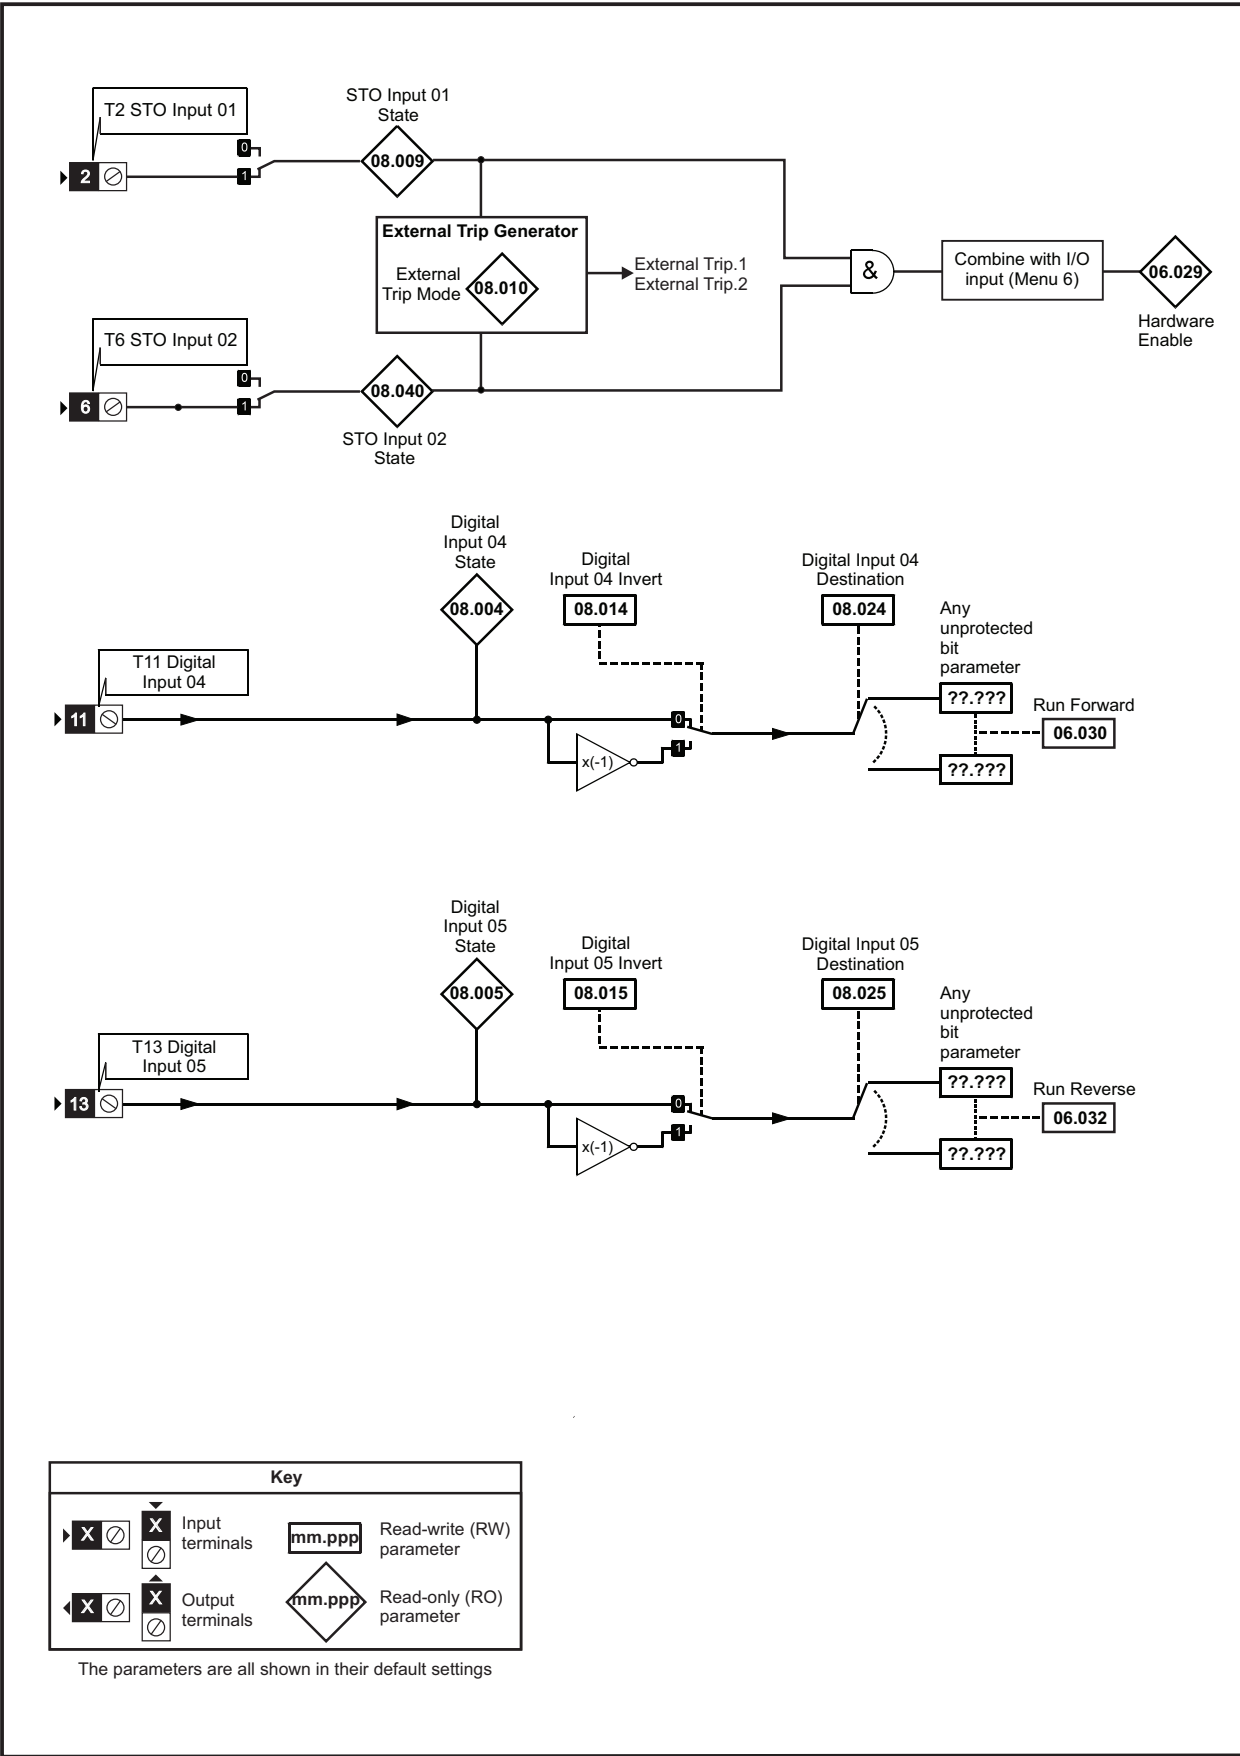 T2 STO Input 01
STO Input 01
State
0
1
2
08.009
External Trip Generator
External
Trip Mode
08.010
External Trip.1
External Trip.2
&
Combine with I/O
input (Menu 6)
06.029
Hardware
Enable
T6 STO Input 02
0
1
6
08.040
STO Input 02
State
Digital
Input 04
State
08.004
Digital
Input 04 Invert
08.014
Digital Input 04
Destination
08.024
Any
unprotected
bit
parameter
T11 Digital
Input 04
11
0
1
x(-1)
??.???
??.???
Run Forward
06.030
Digital
Input 05
State
08.005
Digital
Input 05 Invert
08.015
Digital Input 05
Destination
08.025
Any
unprotected
bit
parameter
T13 Digital
Input 05
13
0
1
x(-1)
??.???
??.???
Run Reverse
06.032
Key
X
X
Input
terminals
mm.ppp
Read-write (RW)
parameter
X
X
Output
terminals
mm.ppp
Read-only (RO)
parameter
The parameters are all shown in their default settings